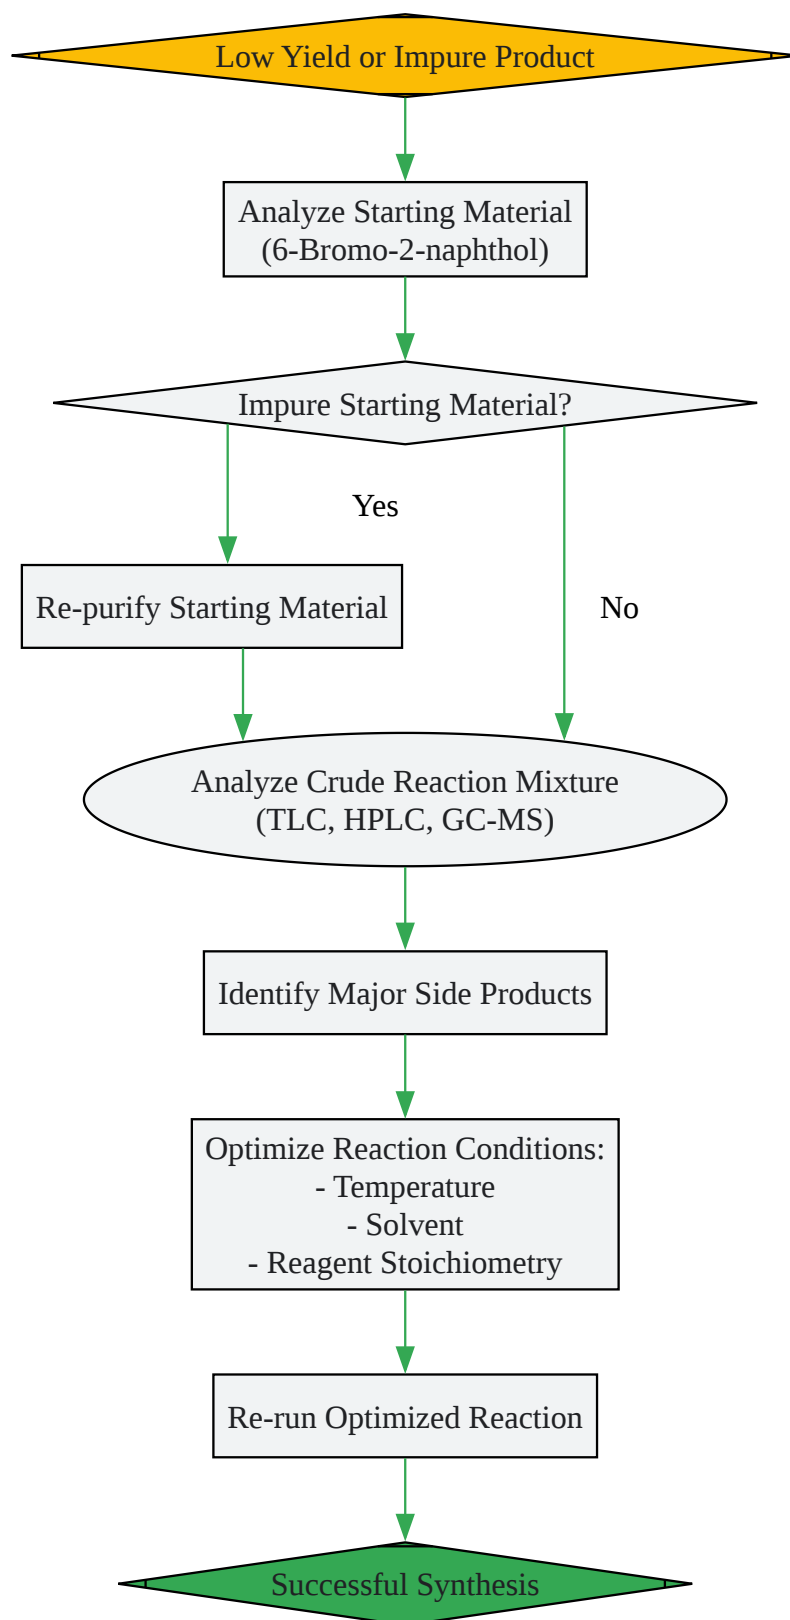 Low Yield or Impure Product
Analyze Starting Material
(6-Bromo-2-naphthol)
Impure Starting Material?
Yes
Re-purify Starting Material
No
Analyze Crude Reaction Mixture
(TLC, HPLC, GC-MS)
Identify Major Side Products
Optimize Reaction Conditions:
- Temperature
- Solvent
- Reagent Stoichiometry
Re-run Optimized Reaction
Successful Synthesis